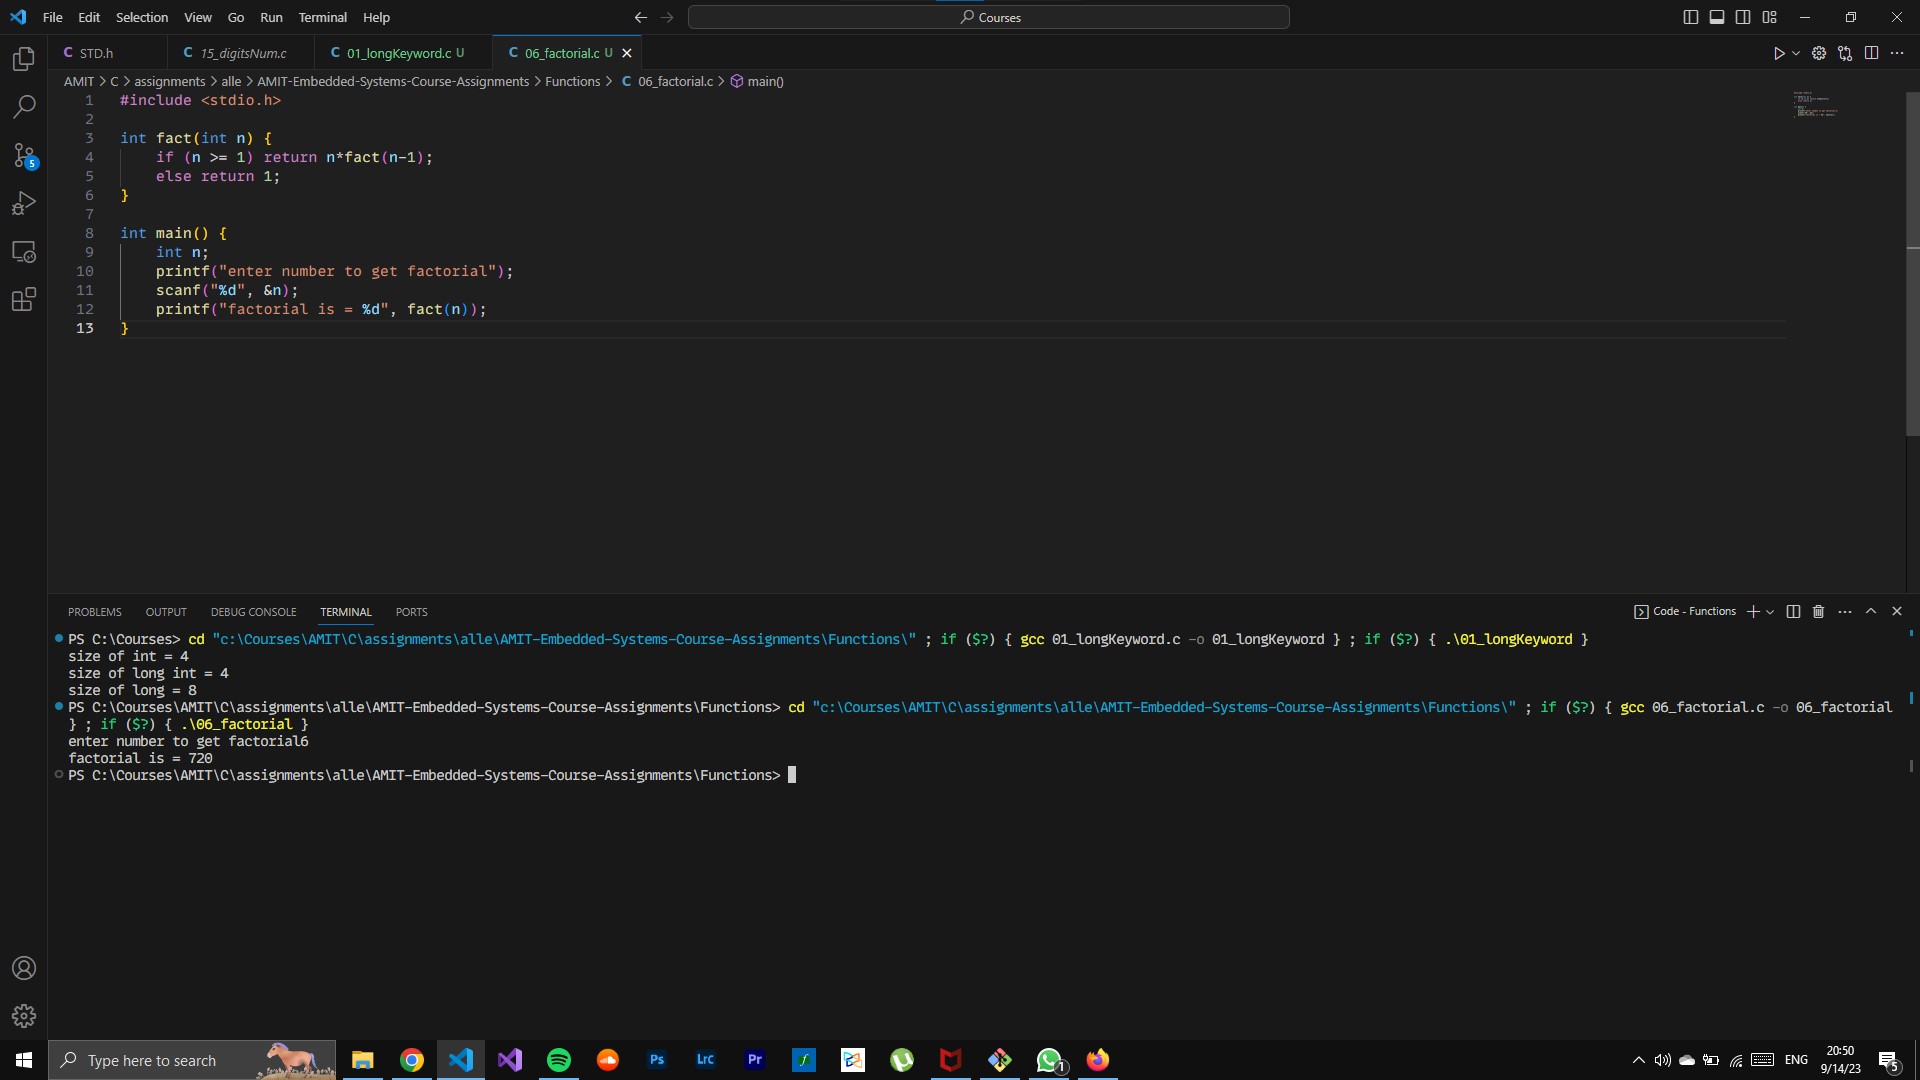 File Edit Selection View Go Run Terminal Help
Courses
C STD.h C 15_digitsNum.c C 01_longKeyword.c U C 06_factorial.c U
AMIT > C > assignments > alle > AMIT-Embedded-Systems-Course-Assignments > Functions > C 06_factorial.c > main()
1 #include <stdio.h>
2
3 int fact(int n) {
4 if (n >= 1) return n*fact(n-1);
5 else return 1;
6 }
7
8 int main() {
9 int n;
10 printf("enter number to get factorial");
11 scanf("%d", &n);
12 printf("factorial is = %d", fact(n));
13 }
5
PROBLEMS OUTPUT DEBUG CONSOLE TERMINAL PORTS
Code - Functions
PS C:\Courses> cd "c:\Courses\AMIT\C\assignments\alle\AMIT-Embedded-Systems-Course-Assignments\Functions\" ; if ($?) { gcc 01_longKeyword.c -o 01_longKeyword } ; if ($?) { .\01_longKeyword }
size of int = 4
size of long int = 4
size of long = 8
PS C:\Courses\AMIT\C\assignments\alle\AMIT-Embedded-Systems-Course-Assignments\Functions> cd "c:\Courses\AMIT\C\assignments\alle\AMIT-Embedded-Systems-Course-Assignments\Functions\" ; if ($?) { gcc 06_factorial.c -o 06_factorial
} ; if ($?) { .\06_factorial }
enter number to get factorial6
factorial is = 720
PS C:\Courses\AMIT\C\assignments\alle\AMIT-Embedded-Systems-Course-Assignments\Functions>
Type here to search
Ps
Lrc
Pr
1
ENG
20:50
9/14/23
5